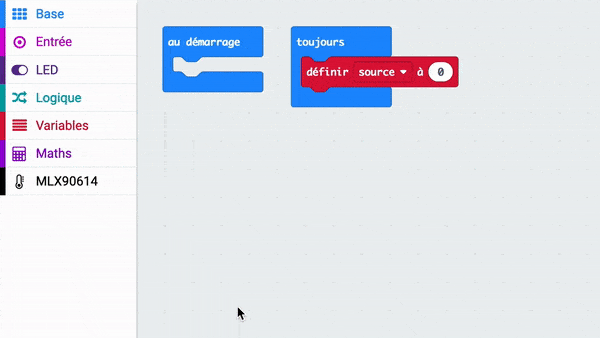 Base
Entrée
LED
Logique
Variables
Maths
MLX90614
au démarrage
toujours
définir source à 0